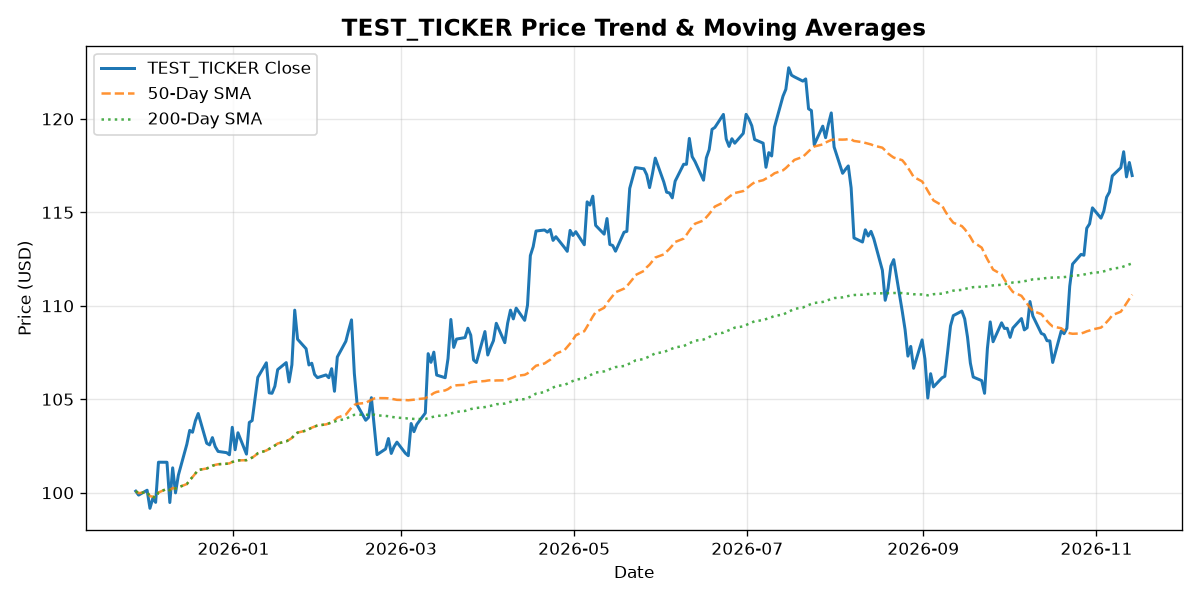 TEST_TICKER Price Trend & Moving Averages
TEST_TICKER Close
50-Day SMA
200-Day SMA
120
115
110
105
100
Price (USD)
2026-01
2026-03
2026-05
2026-07
2026-09
2026-11
Date